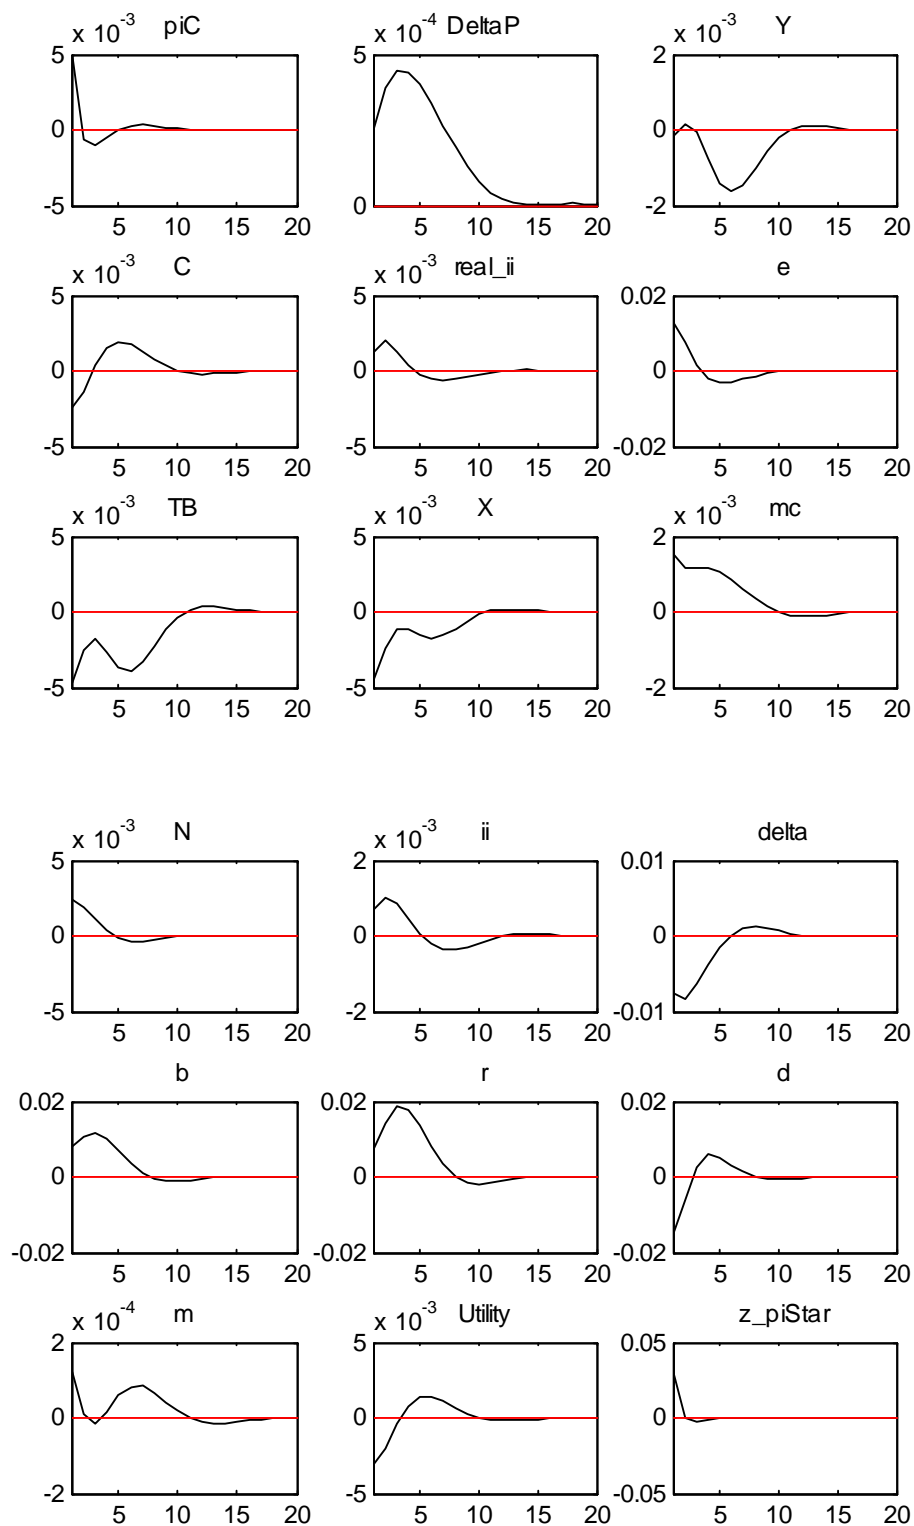 x 10^-3 piC x 10^-4 DeltaP x 10^-3 Y
5 5 2
0 0
-5 0 -2
5 10 15 20 5 10 15 20 5 10 15 20
x 10^-3 C x 10^-3 real_ii e
5 5 0.02
0 0 0
-5 -5 -0.02
5 10 15 20 5 10 15 20 5 10 15 20
x 10^-3 TB x 10^-3 X x 10^-3 mc
5 5 2
0 0 0
-5 -5 -2
5 10 15 20 5 10 15 20 5 10 15 20
x 10^-3 N x 10^-3 ii delta
5 2 0.01
0 0 0
-5 -2 -0.01
5 10 15 20 5 10 15 20 5 10 15 20
b r d
0.02 0.02 0.02
0 0 0
-0.02 -0.02 -0.02
5 10 15 20 5 10 15 20 5 10 15 20
x 10^-4 m x 10^-3 Utility z_piStar
2 5 0.05
0 0 0
-2 -5 -0.05
5 10 15 20 5 10 15 20 5 10 15 20